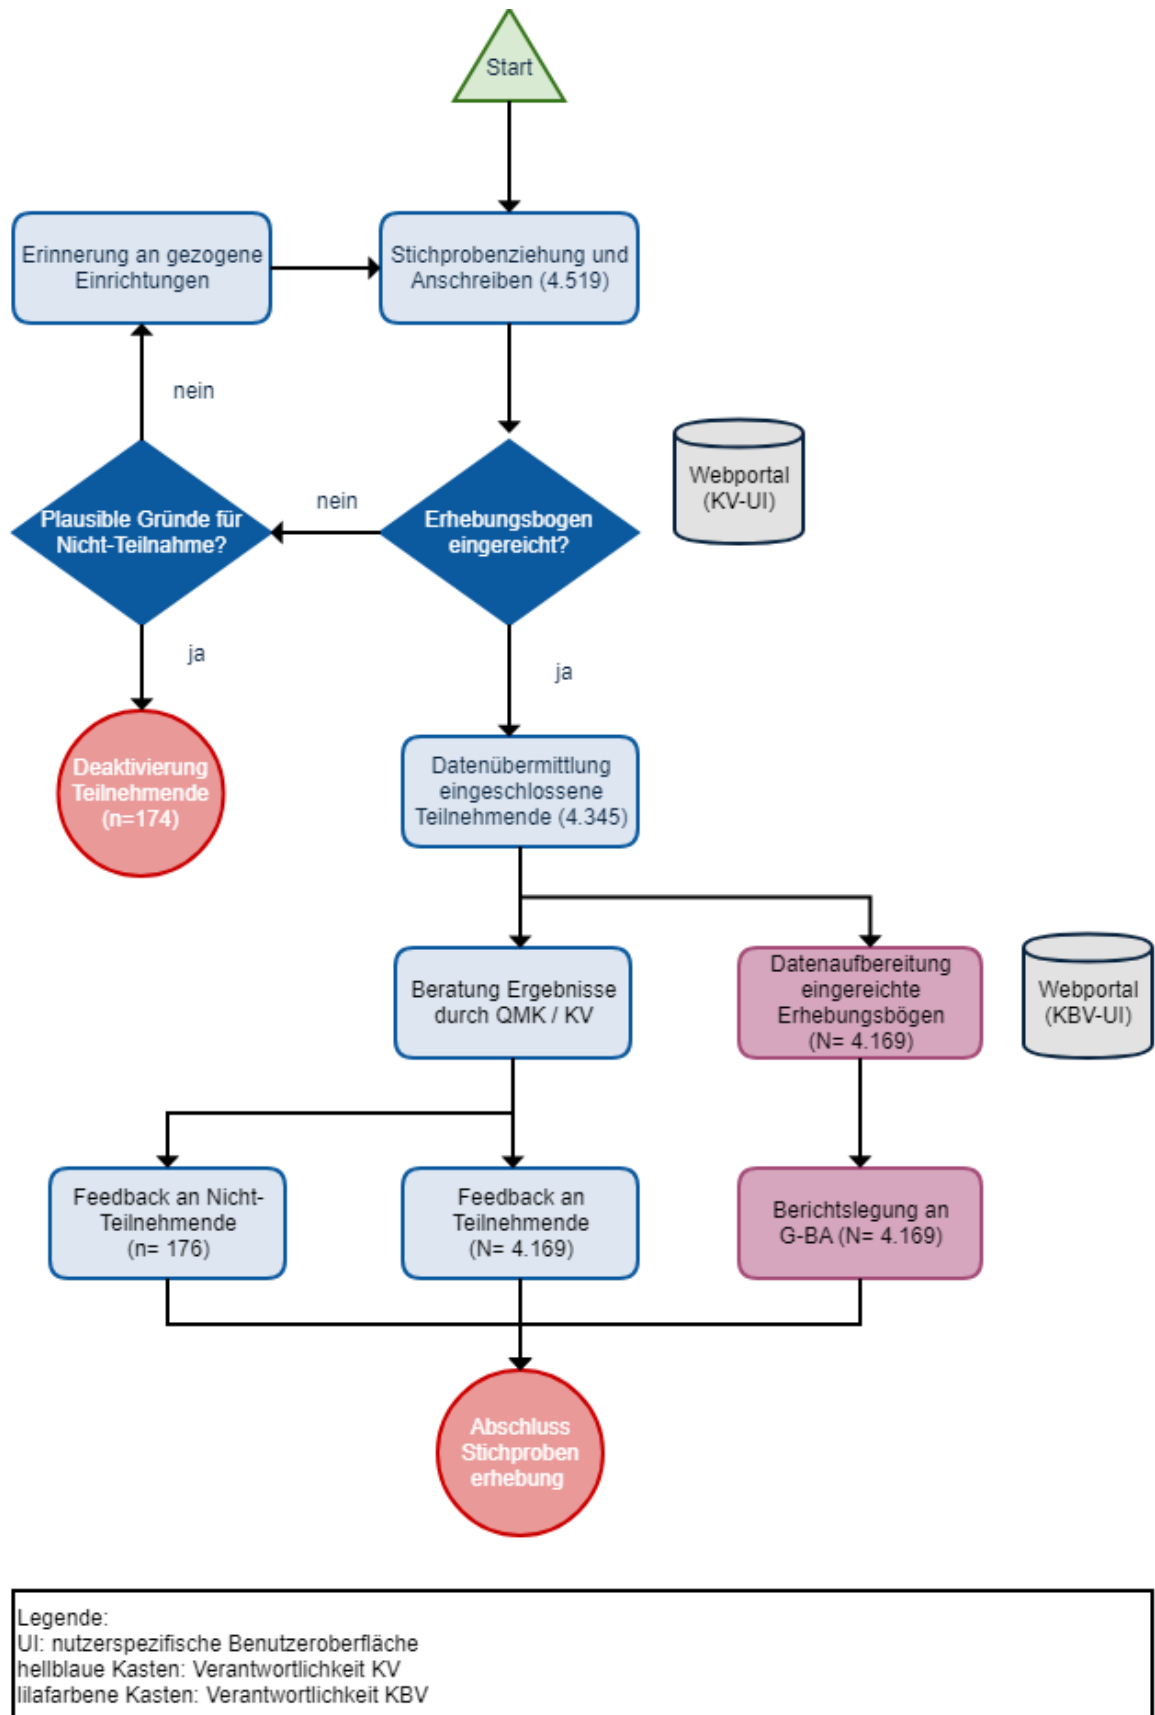 Start
Erinnerung an gezogene
Einrichtungen
Stichprobenziehung und
Anschreiben (4.519)
nein
Webportal
(KV-UI)
Plausible Gründe für
Nicht-Teilnahme?
nein
Erhebungsbogen
eingereicht?
ja
ja
Deaktivierung
Teilnehmende
(n=174)
Datenübermittlung
eingeschlossene
Teilnehmende (4.345)
Beratung Ergebnisse
durch QMK / KV
Datenaufbereitung
eingereichte
Erhebungsbögen
(N= 4.169)
Webportal
(KBV-UI)
Feedback an Nicht-
Teilnehmende
(n= 176)
Feedback an
Teilnehmende
(N= 4.169)
Berichtslegung an
G-BA (N= 4.169)
Abschluss
Stichproben
erhebung
Legende:
UI: nutzerspezifische Benutzeroberfläche
hellblaue Kasten: Verantwortlichkeit KV
lilafarbene Kasten: Verantwortlichkeit KBV